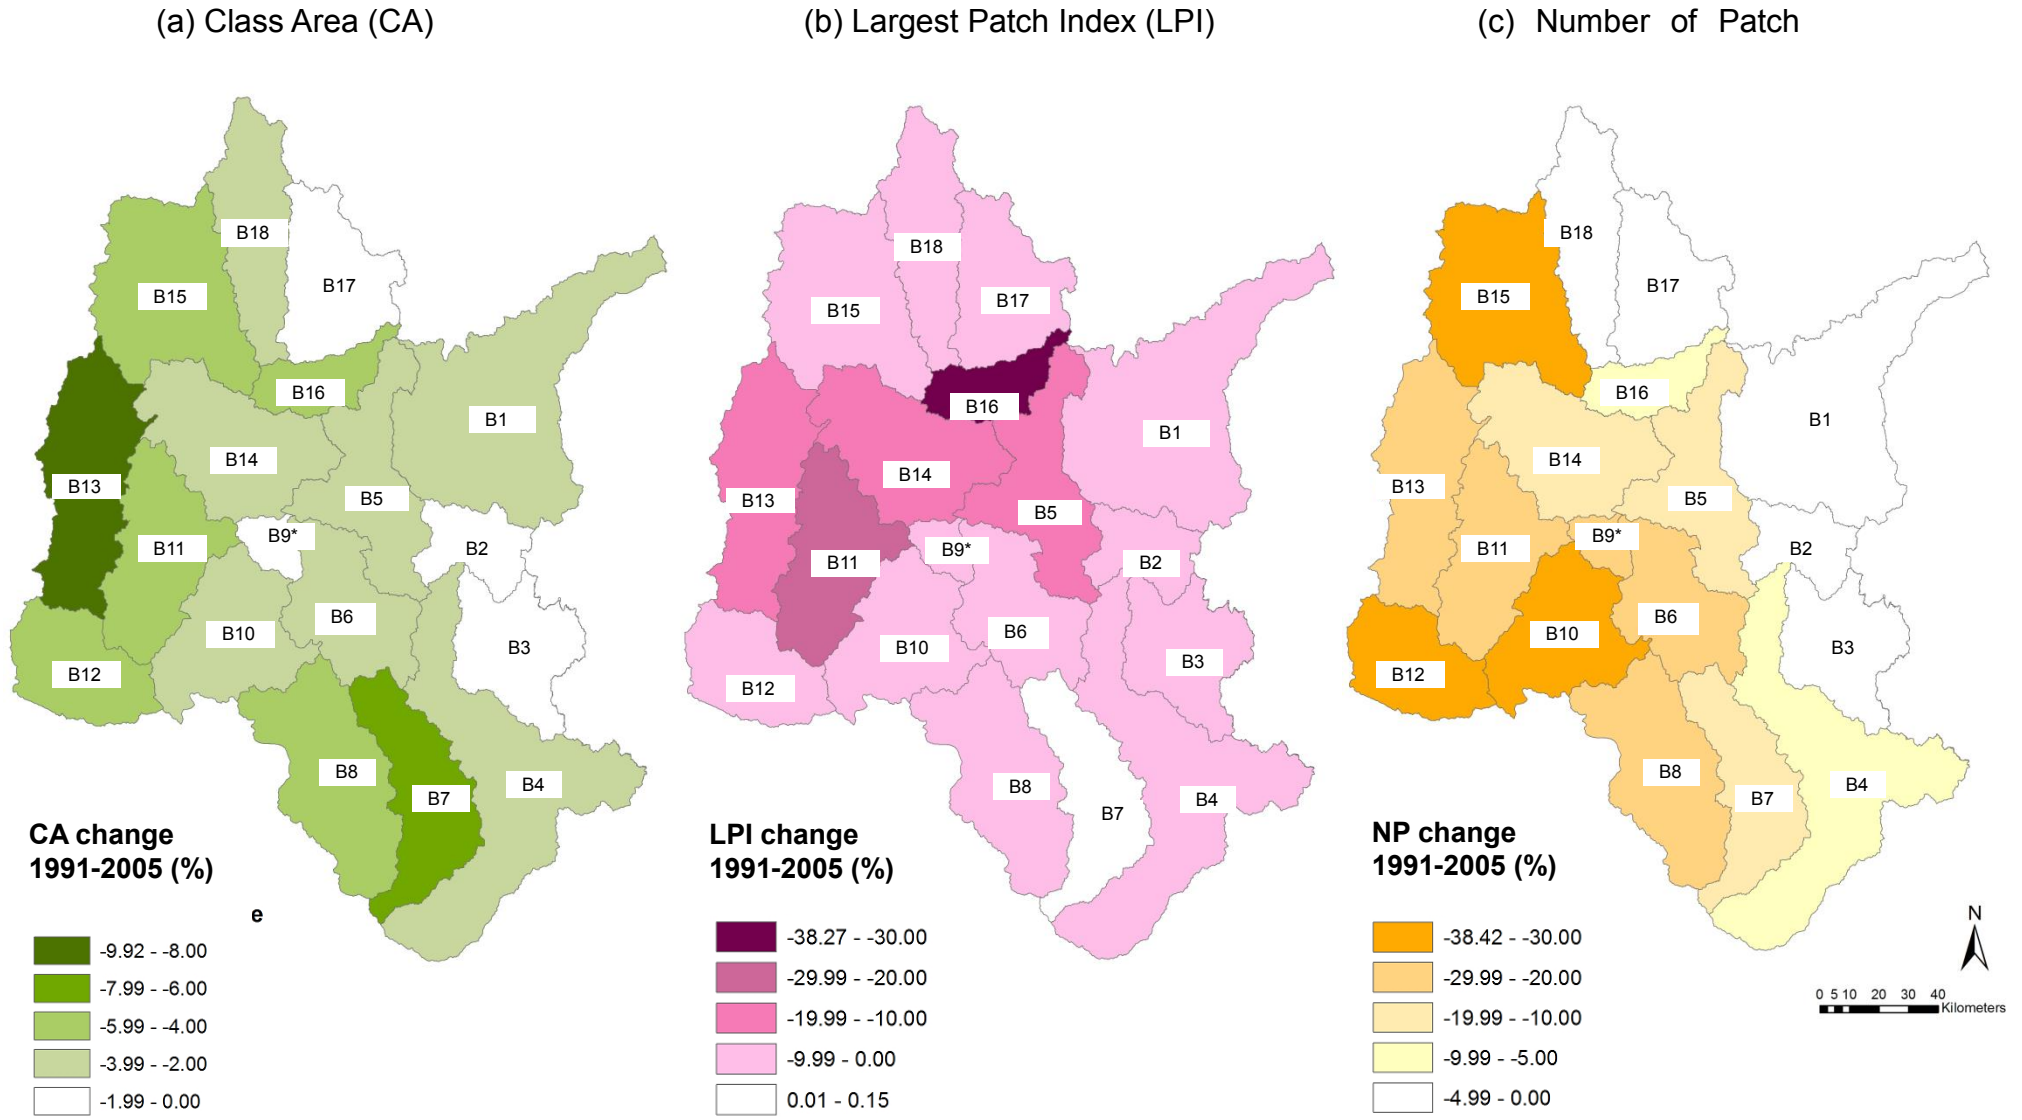 (a) Class Area (CA)
(b) Largest Patch Index (LPI)
(c) Number of Patch
B18
B17
B15
B16
B1
B14
B13
B5
B11
B9*
B2
B10
B6
B3
B12
B8
B7
B4
CA change
1991-2005 (%)
e
-9.92 - -8.00
-7.99 - -6.00
-5.99 - -4.00
-3.99 - -2.00
-1.99 - 0.00
B18
B17
B15
B16
B1
B14
B13
B5
B11
B9*
B2
B6
B10
B3
B12
B8
B4
B7
LPI change
1991-2005 (%)
-38.27 - -30.00
-29.99 - -20.00
-19.99 - -10.00
-9.99 - 0.00
0.01 - 0.15
B18
B17
B15
B16
B1
B14
B13
B5
B9*
B11
B2
B6
B10
B3
B12
B8
B4
B7
NP change
1991-2005 (%)
-38.42 - -30.00
-29.99 - -20.00
-19.99 - -10.00
-9.99 - -5.00
-4.99 - 0.00
N
0 5 10 20 30 40
Kilometers